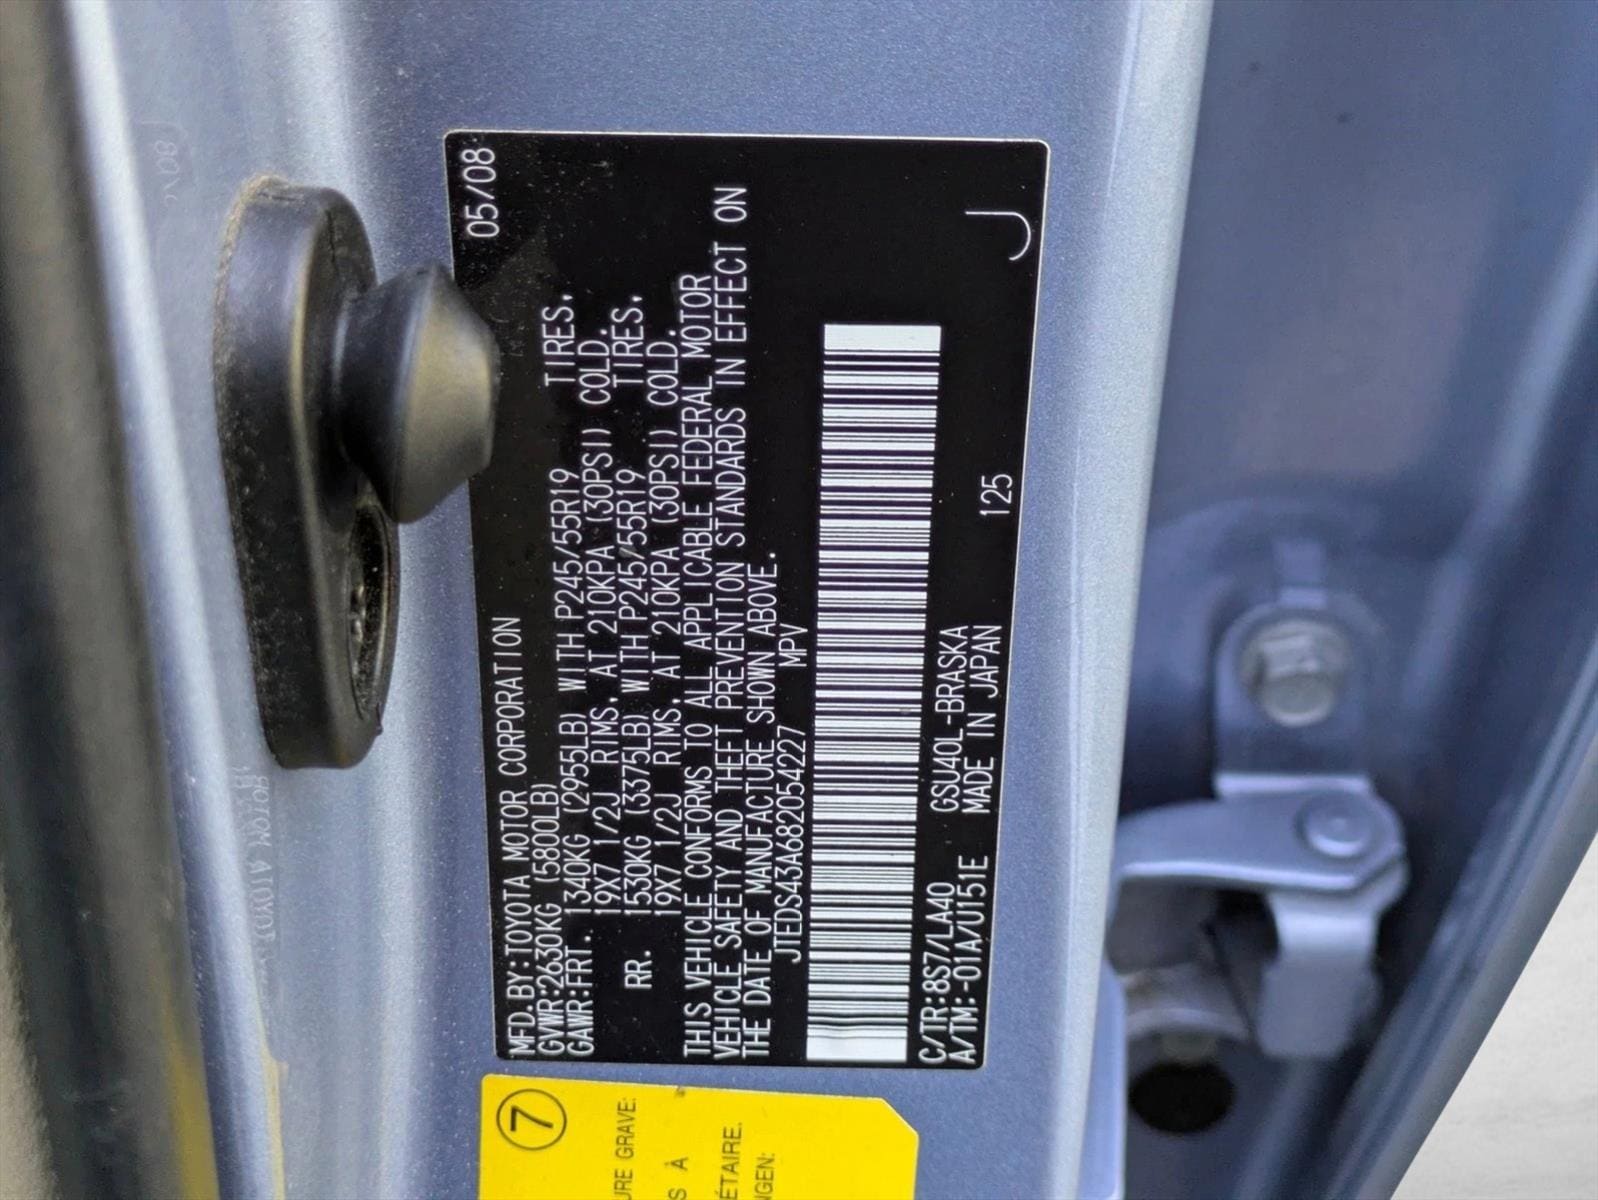 MFD.BY:TOYOTA MOTOR CORPORATION 05/08
GVWR:2630KG (5800LB)
GAWR:FRT. 1340KG (2955LB) WITH P245/55R19 TIRES,
19X7 1/2J RIMS, AT 210KPA (30PSI) COLD.
RR. 1530KG (3375LB) WITH P245/55R19 TIRES,
19X7 1/2J RIMS, AT 210KPA (30PSI) COLD.
THIS VEHICLE CONFORMS TO ALL APPLICABLE FEDERAL MOTOR
VEHICLE SAFETY AND THEFT PREVENTION STANDARDS IN EFFECT ON
THE DATE OF MANUFACTURE SHOWN ABOVE.
JTEDS43A682054227 MPV
C/TR:8S7/LA40 GSU40L-BRASKA 125
A/TM:-01A/U151E MADE IN JAPAN
J
7
URE GRAVE:
S À
ÉTAIRE.
NGEN: